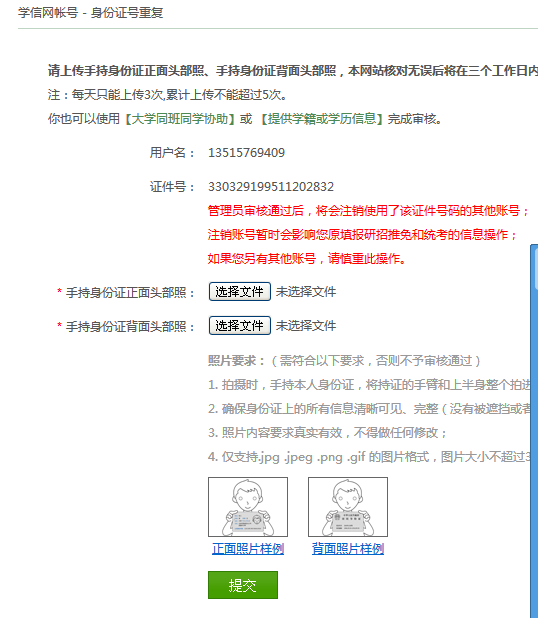 学信网帐号 - 身份证号重复
请上传手持身份证正面头部照、手持身份证背面头部照，本网站核对无误后将在三个工作日内
注：每天只能上传3次,累计上传不能超过5次。
你也可以使用【大学同班同学协助】或 【提供学籍或学历信息】完成审核。
用户名： 13515769409
证件号： 330329199511202832
管理员审核通过后，将会注销使用了该证件号码的其他账号；
注销账号暂时会影响您原填报研招推免和统考的信息操作；
如果您另有其他账号，请慎重此操作。
* 手持身份证正面头部照： 选择文件 未选择文件
* 手持身份证背面头部照： 选择文件 未选择文件
照片要求：（需符合以下要求，否则不予审核通过）
1. 拍摄时，手持本人身份证，将持证的手臂和上半身整个拍进
2. 确保身份证上的所有信息清晰可见、完整（没有被遮挡或者
3. 照片内容要求真实有效，不得做任何修改；
4. 仅支持.jpg .jpeg .png .gif 的图片格式，图片大小不超过3
正面照片样例 背面照片样例
提交